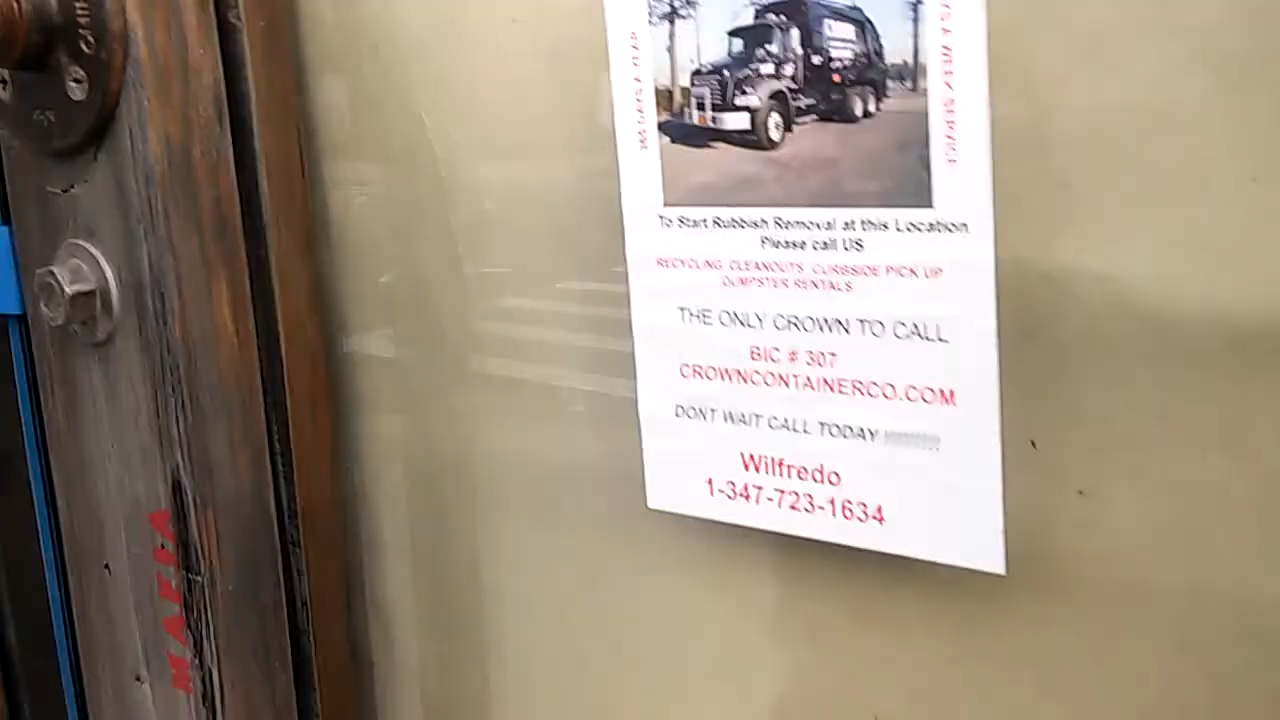 To Start Rubbish Removal at this Location
Please call US
RECYCLING CLEANOUTS CURBSIDE PICK UP
DUMPSTER RENTALS
THE ONLY CROWN TO CALL
BIC # 307
CROWNCONTAINERCO.COM
DONT WAIT CALL TODAY
Wilfredo
1-347-723-1634
MAFIA